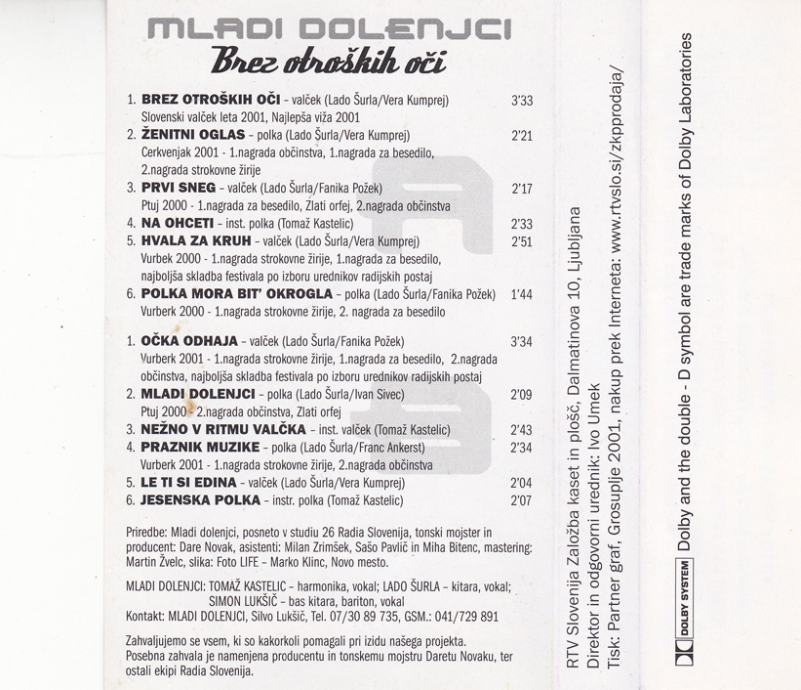 MLADI DOLENJCI
Brez otroških oči
1. BREZ OTROŠKIH OČI – valček (Lado Šurla/Vera Kumprej) 3'33
Slovenski valček leta 2001, Najlepša viža 2001
2. ŽENITNI OGLAS – polka (Lado Šurla/Vera Kumprej) 2'21
Cerkvenjak 2001 - 1.nagrada občinstva, 1.nagrada za besedilo,
2.nagrada strokovne žirije
3. PRVI SNEG – valček (Lado Šurla/Fanika Požek) 2'17
Ptuj 2000 - 1.nagrada za besedilo, Zlati orfej, 2.nagrada občinstva
4. NA OHCETI – inst. polka (Tomaž Kastelic) 2'33
5. HVALA ZA KRUH – valček (Lado Šurla/Vera Kumprej) 2'51
Vurbek 2000 - 1.nagrada strokovne žirije, 1.nagrada za besedilo,
najboljša skladba festivala po izboru urednikov radijskih postaj
6. POLKA MORA BIT' OKROGLA – polka (Lado Šurla/Fanika Požek) 1'44
Vurberk 2000 - 1.nagrada strokovne žirije, 2. nagrada za besedilo
A
1. OČKA ODHAJA – valček (Lado Šurla/Fanika Požek) 3'34
Vurberk 2001 - 1.nagrada strokovne žirije, 1.nagrada za besedilo, 2.nagrada
občinstva, najboljša skladba festivala po izboru urednikov radijskih postaj
2. MLADI DOLENJCI – polka (Lado Šurla/Ivan Sivec) 2'09
Ptuj 2000 - 2.nagrada občinstva, Zlati orfej
3. NEŽNO V RITMU VALČKA – inst. valček (Tomaž Kastelic) 2'43
4. PRAZNIK MUZIKE – polka (Lado Šurla/Franc Ankerst) 2'34
Vurberk 2001 - 1.nagrada strokovne žirije, 2.nagrada občinstva
5. LE TI SI EDINA – valček (Lado Šurla/Vera Kumprej) 2'04
6. JESENSKA POLKA – instr. polka (Tomaž Kastelic) 2'07
B
Priredbe: Mladi dolenjci, posneto v studiu 26 Radia Slovenija, tonski mojster in
producent: Dare Novak, asistenti: Milan Zrimšek, Sašo Pavlič in Miha Bitenc, mastering:
Martin Žvelc, slika: Foto LIFE – Marko Klinc, Novo mesto.
MLADI DOLENJCI: TOMAŽ KASTELIC – harmonika, vokal; LADO ŠURLA – kitara, vokal;
SIMON LUKŠIČ – bas kitara, bariton, vokal
Kontakt: MLADI DOLENJCI, Silvo Lukšič, Tel. 07/30 89 735, GSM.: 041/729 891
Zahvaljujemo se vsem, ki so kakorkoli pomagali pri izidu našega projekta.
Posebna zahvala je namenjena producentu in tonskemu mojstru Daretu Novaku, ter
ostali ekipi Radia Slovenija.
RTV Slovenija Založba kaset in plošč, Dalmatinova 10, Ljubljana
Direktor in odgovorni urednik: Ivo Umek
Tisk: Partner graf, Grosuplje 2001, nakup prek Interneta: www.rtvslo.si/zkpprodaja/
DOLBY SYSTEM Dolby and the double - D symbol are trade marks of Dolby Laboratories